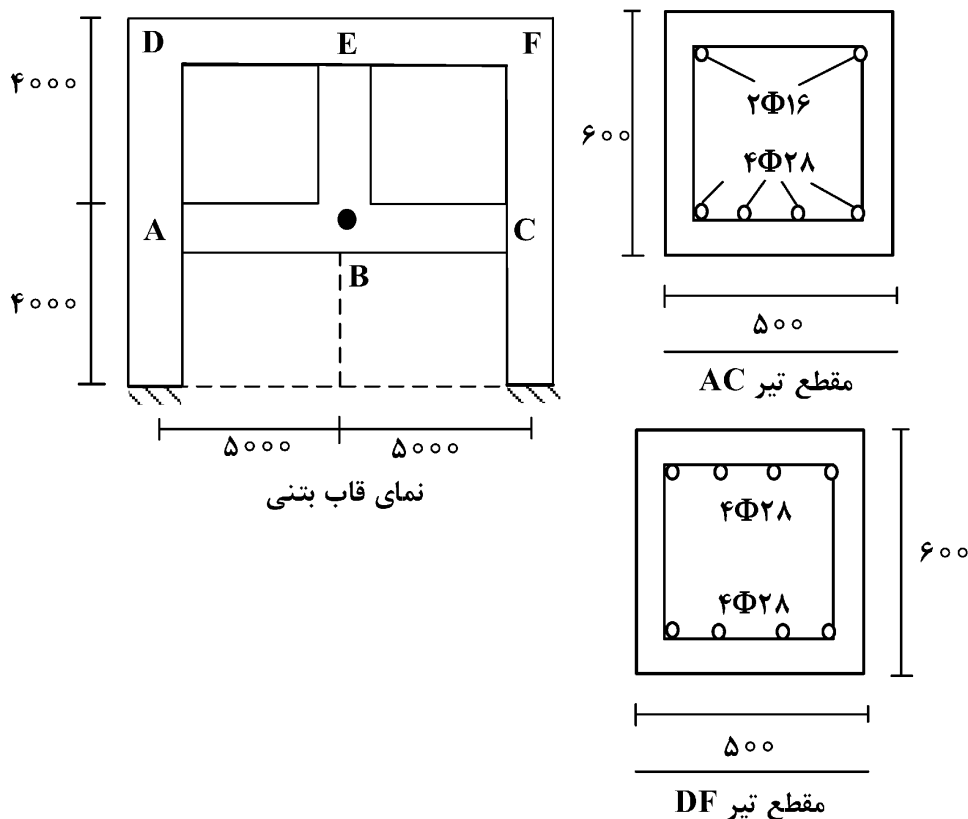 D E F
۴۰۰۰
A C
B
۴۰۰۰
۵۰۰۰ ۵۰۰۰
نمای قاب بتنی
۲Φ۱۶
۶۰۰
۴Φ۲۸
۵۰۰
مقطع تیر AC
۴Φ۲۸
۶۰۰
۴Φ۲۸
۵۰۰
مقطع تیر DF